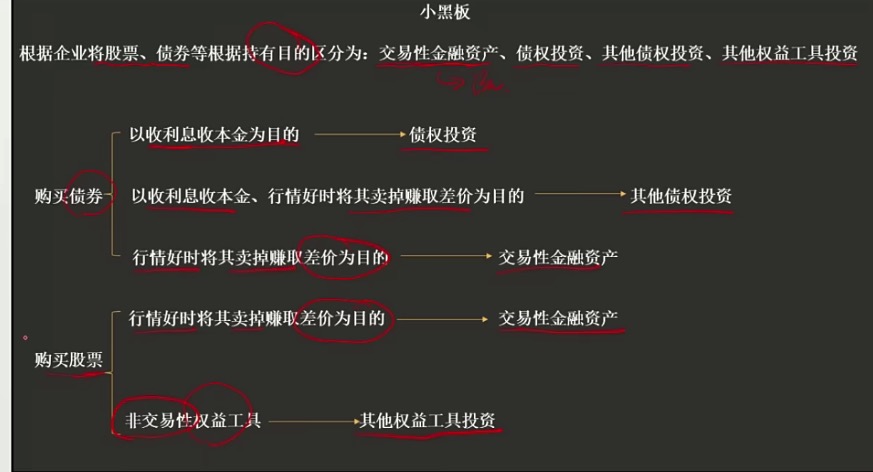 小黑板
根据企业将股票、债券等根据持有目的区分为：交易性金融资产、债权投资、其他债权投资、其他权益工具投资
以收利息收本金为目的
债权投资
购买债券
以收利息收本金、行情好时将其卖掉赚取差价为目的
其他债权投资
行情好时将其卖掉赚取差价为目的
交易性金融资产
行情好时将其卖掉赚取差价为目的
交易性金融资产
购买股票
非交易性权益工具
其他权益工具投资